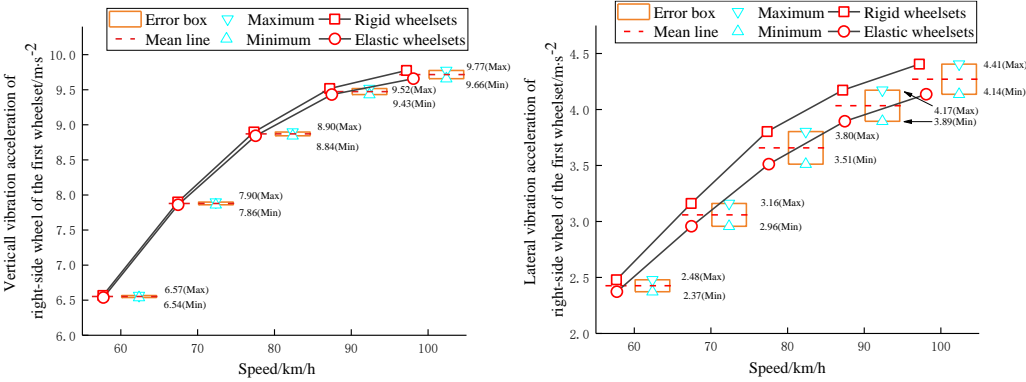 Error box
Maximum
Rigid wheelsets
Mean line
Minimum
Elastic wheelsets
Verticall vibration acceleration of
right-side wheel of the first wheelset/m·s⁻²
10.0
9.5
9.0
8.5
8.0
7.5
7.0
6.5
6.0
9.77(Max)
9.66(Min)
9.52(Max)
9.43(Min)
8.90(Max)
8.84(Min)
7.90(Max)
7.86(Min)
6.57(Max)
6.54(Min)
60
70
80
90
100
Speed/km/h
Error box
Maximum
Rigid wheelsets
Mean line
Minimum
Elastic wheelsets
Lateral vibration acceleration of
right-side wheel of the first wheelset/m·s⁻²
4.5
4.0
3.5
3.0
2.5
2.0
4.41(Max)
4.14(Min)
4.17(Max)
3.89(Min)
3.80(Max)
3.51(Min)
3.16(Max)
2.96(Min)
2.48(Max)
2.37(Min)
60
70
80
90
100
Speed/km/h